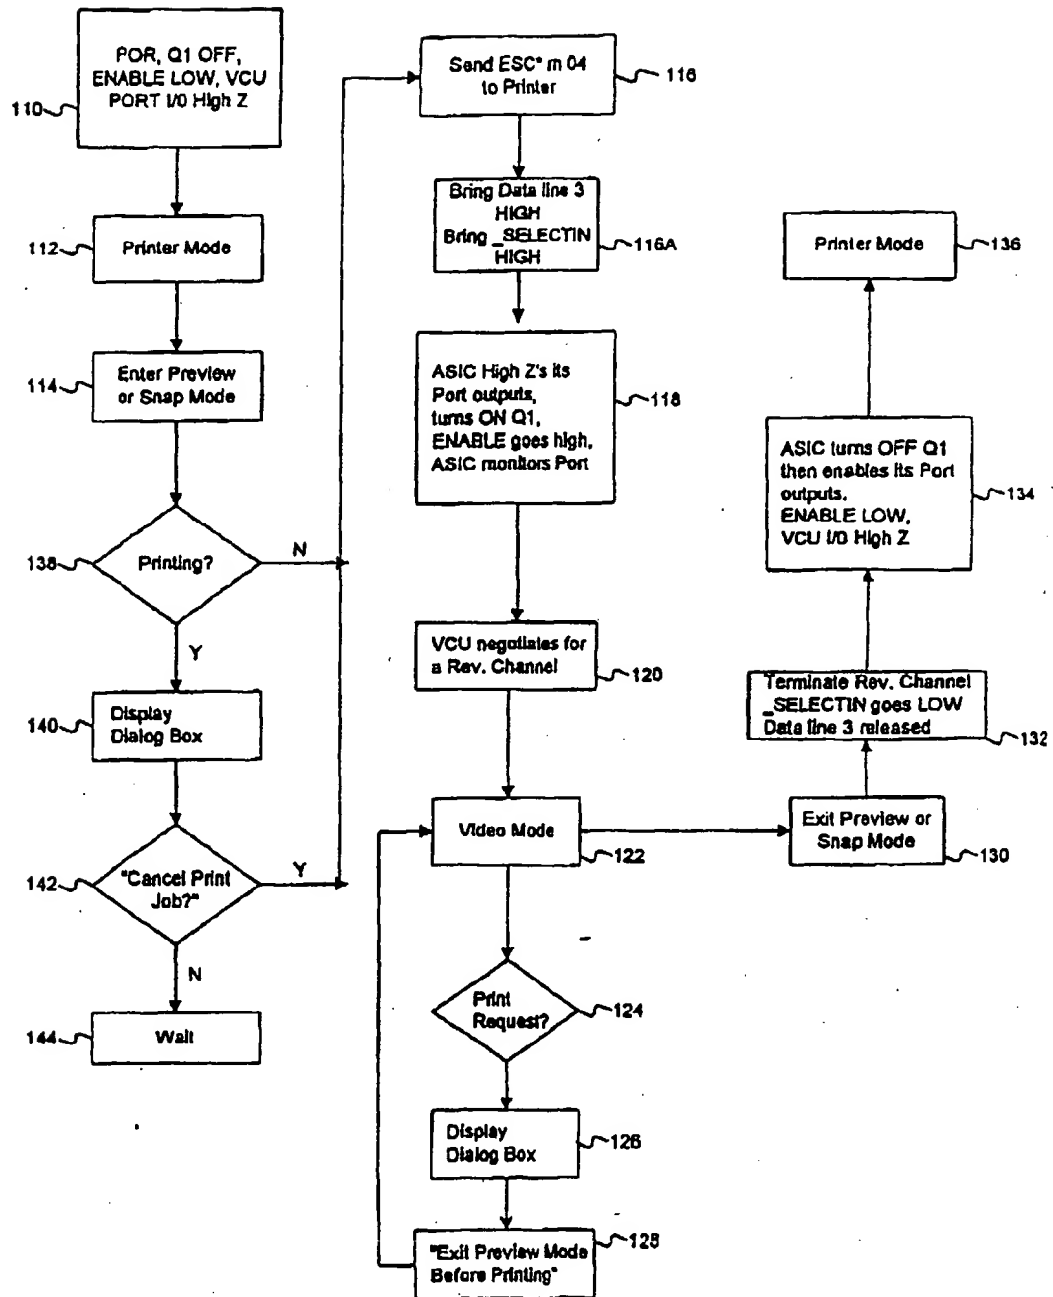 POR, Q1 OFF,
ENABLE LOW, VCU
PORT I/0 High Z
110
Printer Mode
112
Enter Preview
or Snap Mode
114
Printing?
138
N
Y
Display
Dialog Box
140
"Cancel Print
Job?"
142
Y
N
Wait
144
Send ESC* m 04
to Printer
116
Bring Data line 3
HIGH
Bring _SELECTIN
HIGH
116A
ASIC High Z's its
Port outputs,
turns ON Q1,
ENABLE goes high,
ASIC monitors Port
118
VCU negotiates for
a Rev. Channel
120
Video Mode
122
Print
Request?
124
Display
Dialog Box
126
"Exit Preview Mode
Before Printing"
128
Exit Preview or
Snap Mode
130
Terminate Rev. Channel
_SELECTIN goes LOW
Data line 3 released
132
ASIC turns OFF Q1
then enables its Port
outputs.
ENABLE LOW,
VCU I/0 High Z
134
Printer Mode
136